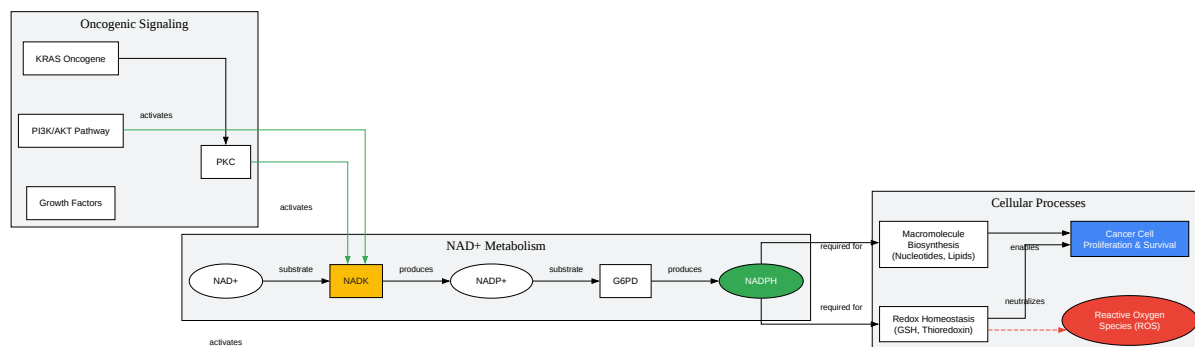 Oncogenic Signaling
KRAS Oncogene
PI3K/AKT Pathway
activates
PKC
Growth Factors
activates
NAD+ Metabolism
NAD+
substrate
NADK
produces
NADP+
substrate
G6PD
produces
NADPH
activates
required for
required for
Cellular Processes
Macromolecule
Biosynthesis
(Nucleotides, Lipids)
enables
Cancer Cell
Proliferation & Survival
Redox Homeostasis
(GSH, Thioredoxin)
neutralizes
Reactive Oxygen
Species (ROS)